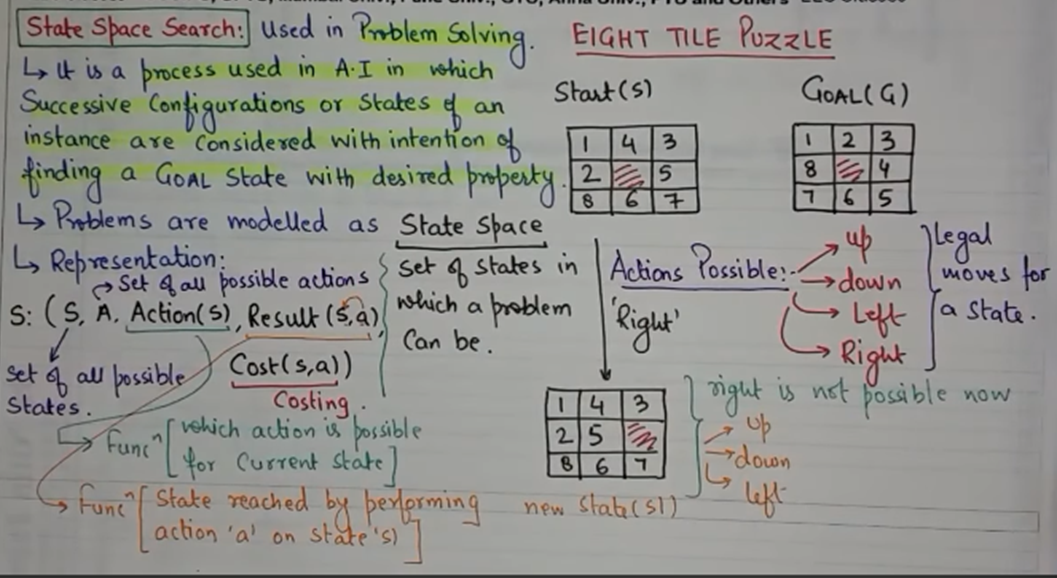 State Space Search: Used in Problem Solving.
↳ It is a process used in A.I in which
Successive Configurations or States of an
instance are considered with intention of
finding a GOAL State with desired property.
↳ Problems are modelled as State Space
↳ Representation:
Set of all possible actions
S: (S, A, Action(s), Result(s,a),
Cost(s,a))
Costing.
set of all possible
States.
Funcⁿ [which action is possible
for Current state]
Funcⁿ [State reached by performing
action 'a' on state 's']
Set of states in
which a problem
Can be.
EIGHT TILE PUZZLE
Start(S)
1 4 3
2 5
8 6 7
GOAL(G)
1 2 3
8 4
7 6 5
Actions Possible:-
up
down
Left
Right
Legal
moves for
a state.
'Right'
1 4 3
2 5
8 6 7
new state(S1)
right is not possible now
up
down
left